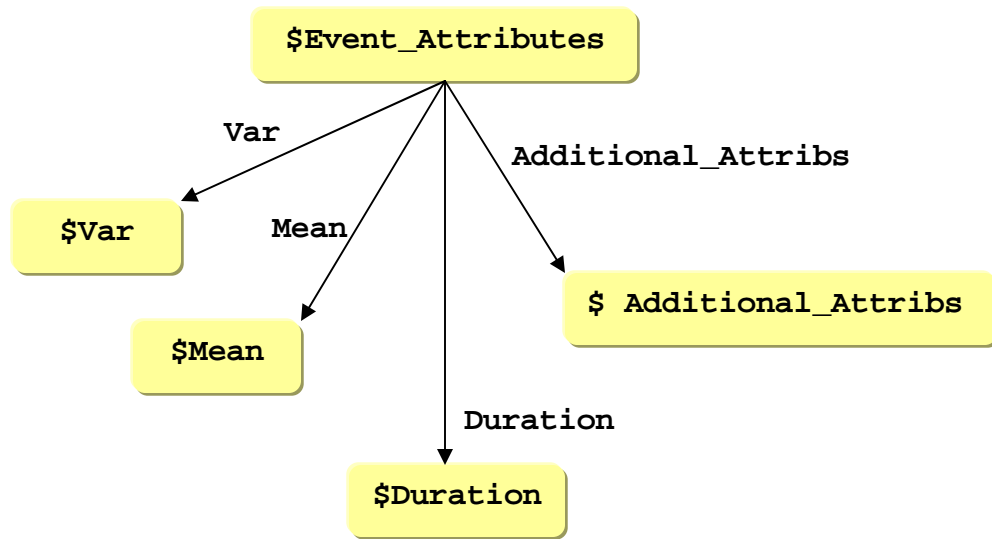 $Event_Attributes
Var
Additional_Attribs
$Var
Mean
$ Additional_Attribs
$Mean
Duration
$Duration